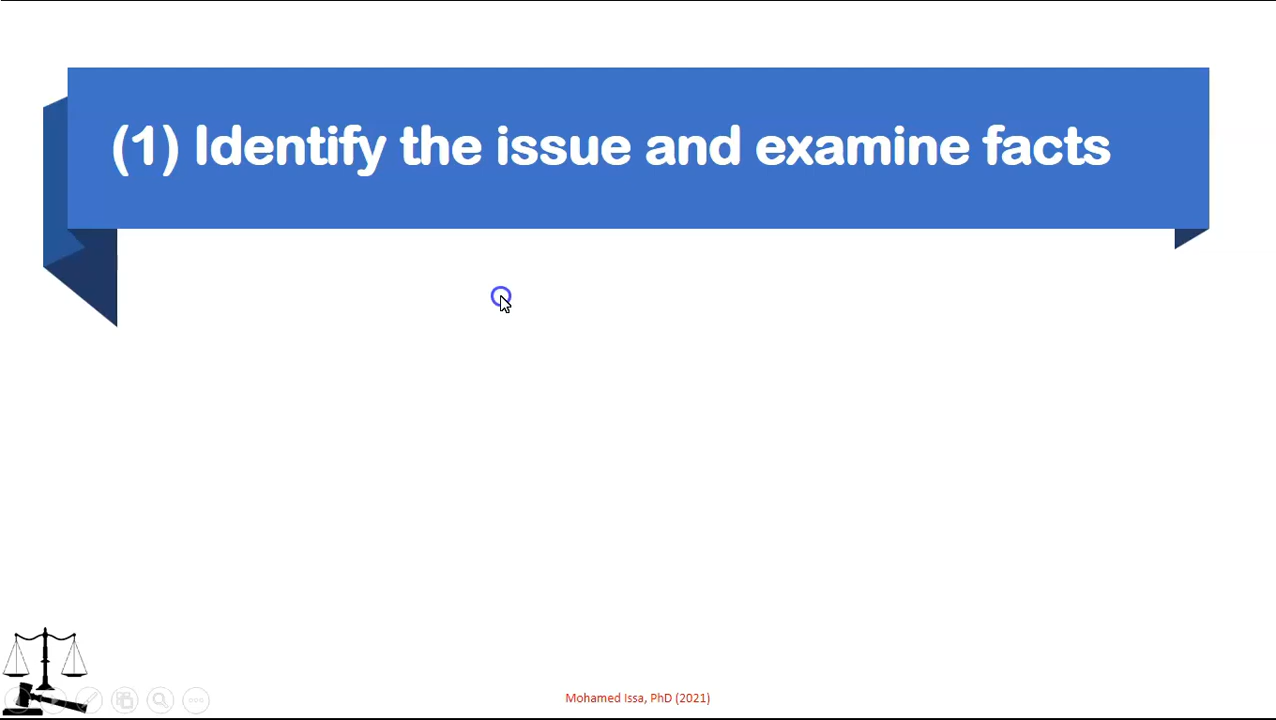 (1) Identify the issue and examine facts
Mohamed Issa, PhD (2021)